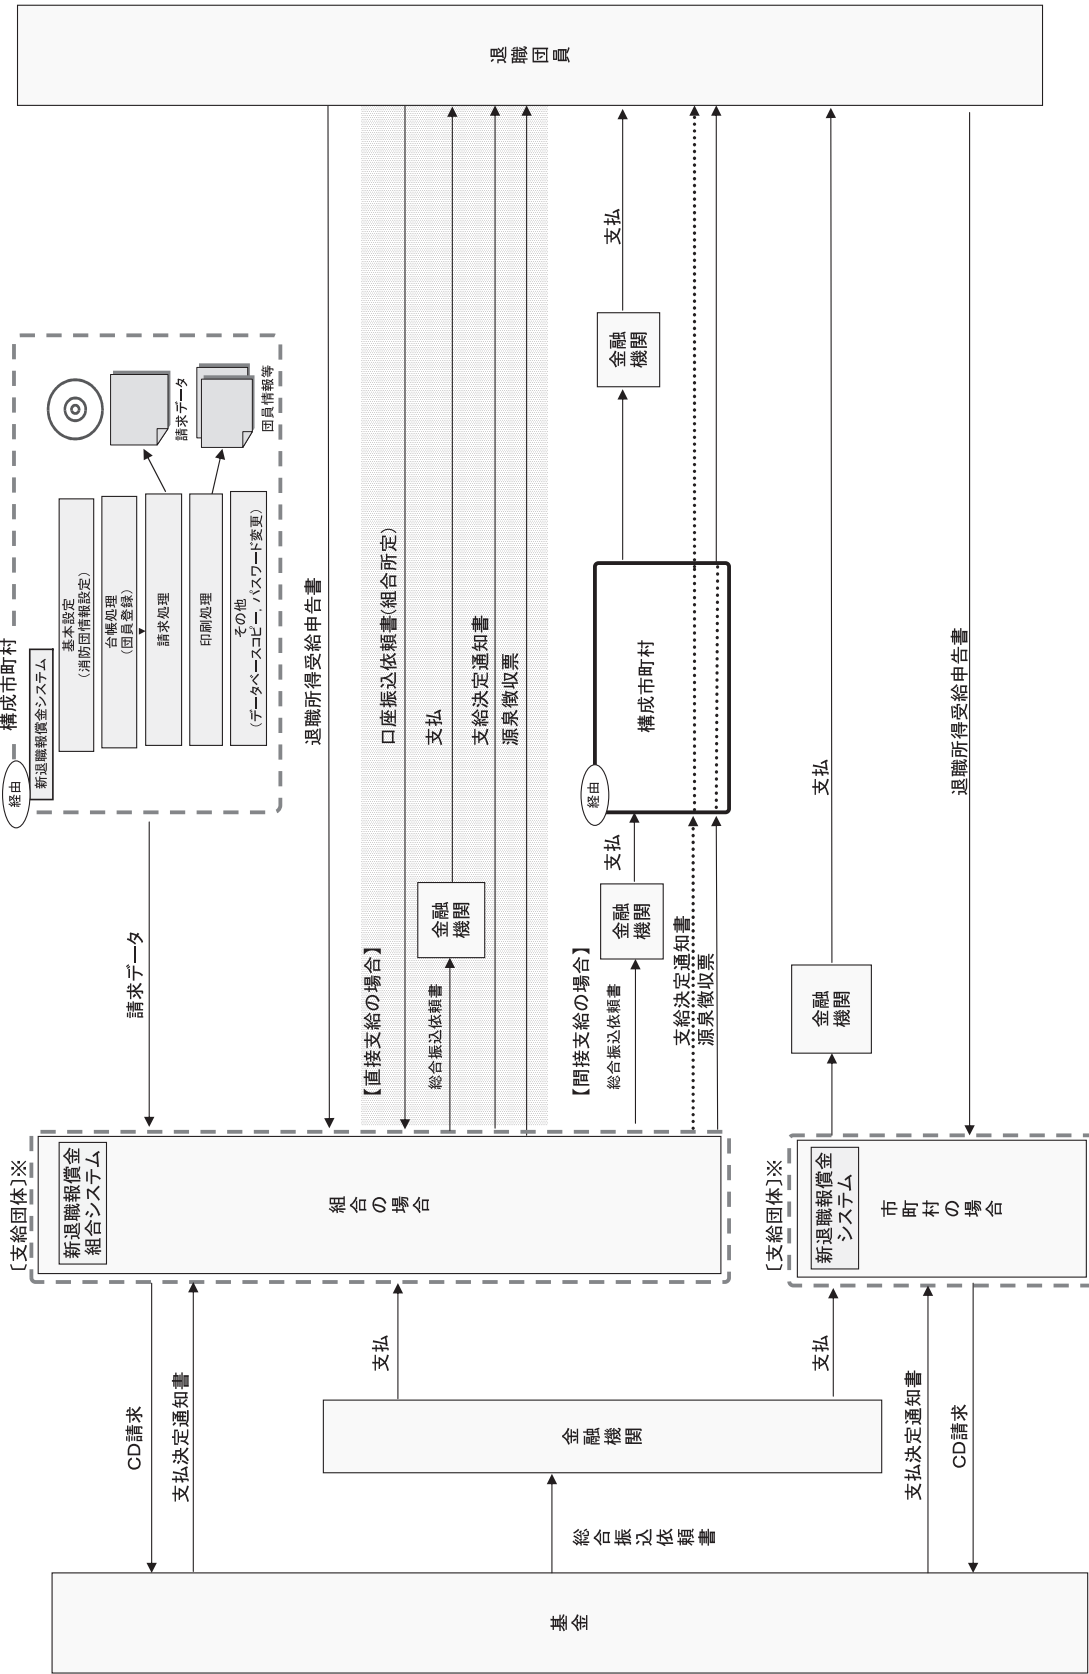 退職団員
構成市町村
経由
新退職報償金システム
基本設定
(消防団情報設定)
台帳処理
(団員登録)
請求処理
印刷処理
その他
(データベースコピー, パスワード変更)
請求データ
団員情報等
請求データ
退職所得受給申告書
【直接支給の場合】
口座振込依頼書(組合所定)
総合振込依頼書
金融
機関
支払
支給決定通知書
源泉徴収票
【間接支給の場合】
総合振込依頼書
金融
機関
支払
経由
構成市町村
金融
機関
支払
支給決定通知書
源泉徴収票
支払
金融
機関
退職所得受給申告書
〔支給団体〕※
新退職報償金
組合システム
組合の場合
〔支給団体〕※
新退職報償金
システム
市町村の場合
CD請求
支払決定通知書
支払
金融機関
総合振込依頼書
支払
支払決定通知書
CD請求
基金